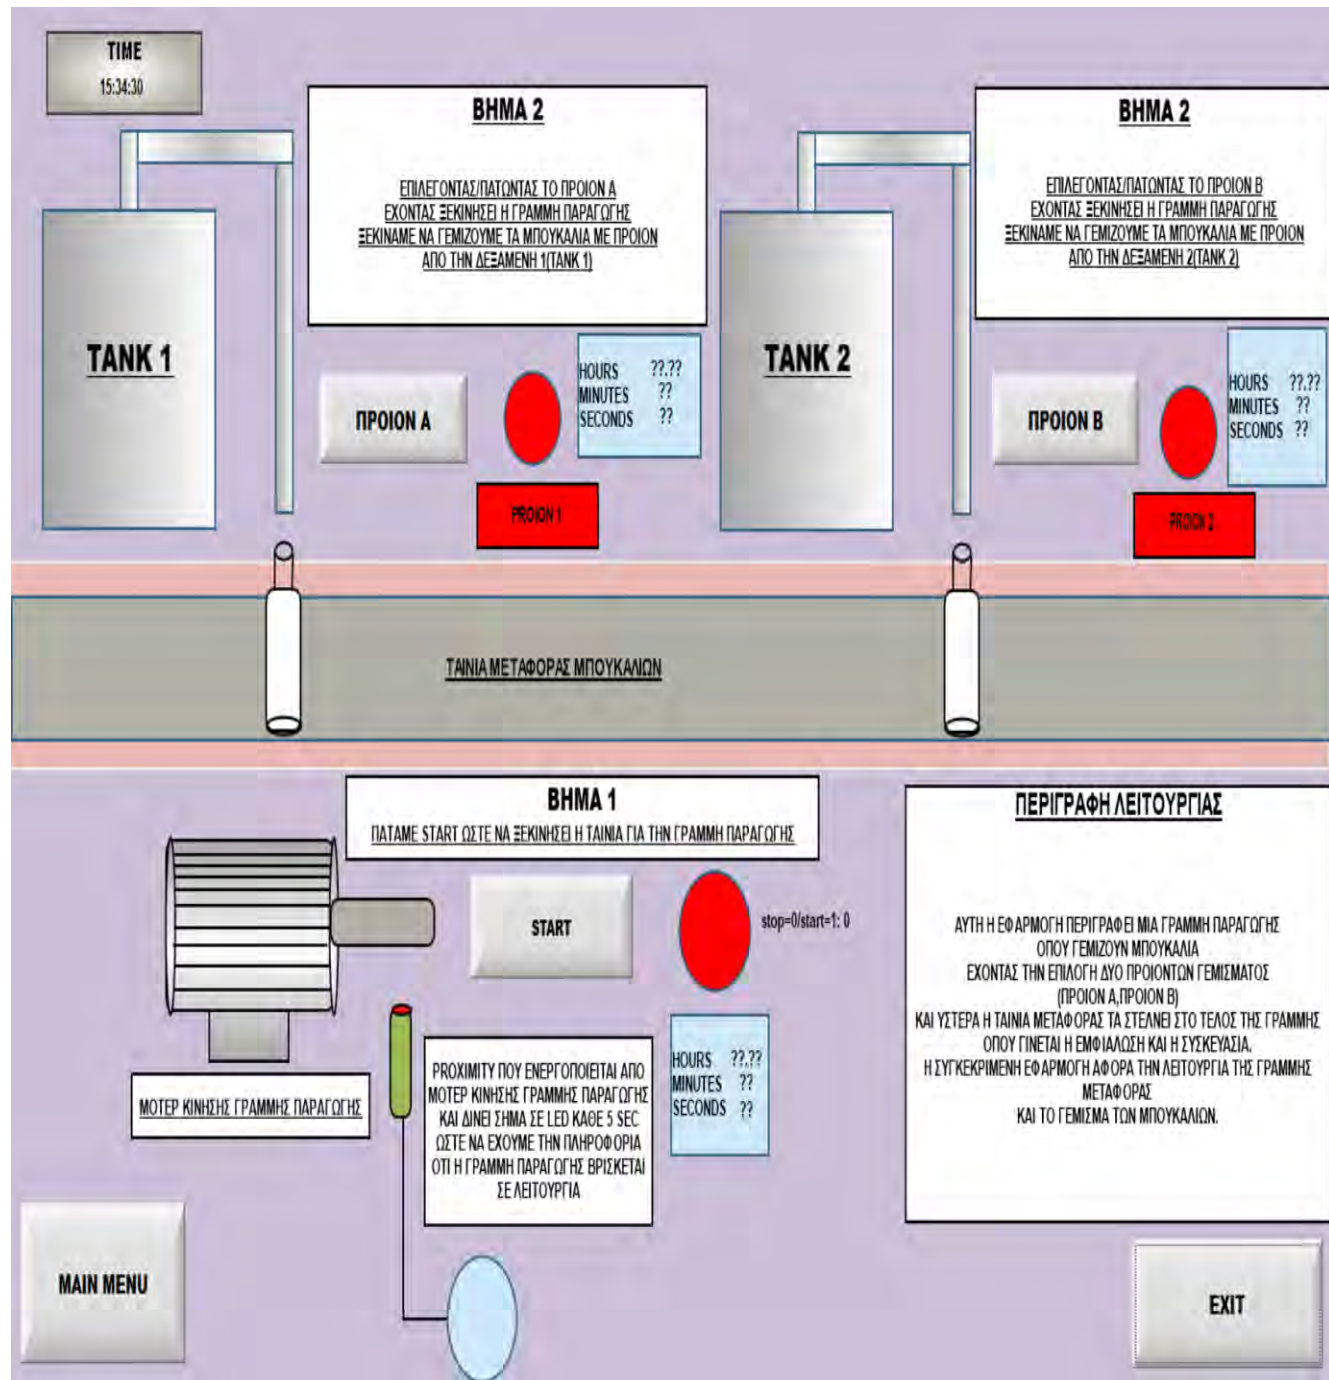 TIME
15:34:30
ΒΗΜΑ 2
ΕΠΙΛΕΓΟΝΤΑΣ/ΠΑΤΩΝΤΑΣ ΤΟ ΠΡΟΙΟΝ Α
ΕΧΟΝΤΑΣ ΞΕΚΙΝΗΣΕΙ Η ΓΡΑΜΜΗ ΠΑΡΑΓΩΓΗΣ
ΞΕΚΙΝΑΜΕ ΝΑ ΓΕΜΙΖΟΥΜΕ ΤΑ ΜΠΟΥΚΑΛΙΑ ΜΕ ΠΡΟΙΟΝ
ΑΠΟ ΤΗΝ ΔΕΞΑΜΕΝΗ 1(TANK 1)
ΒΗΜΑ 2
ΕΠΙΛΕΓΟΝΤΑΣ/ΠΑΤΩΝΤΑΣ ΤΟ ΠΡΟΙΟΝ Β
ΕΧΟΝΤΑΣ ΞΕΚΙΝΗΣΕΙ Η ΓΡΑΜΜΗ ΠΑΡΑΓΩΓΗΣ
ΞΕΚΙΝΑΜΕ ΝΑ ΓΕΜΙΖΟΥΜΕ ΤΑ ΜΠΟΥΚΑΛΙΑ ΜΕ ΠΡΟΙΟΝ
ΑΠΟ ΤΗΝ ΔΕΞΑΜΕΝΗ 2(TANK 2)
TANK 1
ΠΡΟΙΟΝ Α
HOURS ??.??
MINUTES ??
SECONDS ??
PROION 1
TANK 2
ΠΡΟΙΟΝ Β
HOURS ??.??
MINUTES ??
SECONDS ??
PROION 2
ΤΑΙΝΙΑ ΜΕΤΑΦΟΡΑΣ ΜΠΟΥΚΑΛΙΩΝ
ΒΗΜΑ 1
ΠΑΤΑΜΕ START ΩΣΤΕ ΝΑ ΞΕΚΙΝΗΣΕΙ Η ΤΑΙΝΙΑ ΓΙΑ ΤΗΝ ΓΡΑΜΜΗ ΠΑΡΑΓΩΓΗΣ
START
stop=0/start=1: 0
ΜΟΤΕΡ ΚΙΝΗΣΗΣ ΓΡΑΜΜΗΣ ΠΑΡΑΓΩΓΗΣ
PROXIMITY ΠΟΥ ΕΝΕΡΓΟΠΟΙΕΙΤΑΙ ΑΠΟ
ΜΟΤΕΡ ΚΙΝΗΣΗΣ ΓΡΑΜΜΗΣ ΠΑΡΑΓΩΓΗΣ
ΚΑΙ ΔΙΝΕΙ ΣΗΜΑ ΣΕ LED ΚΑΘΕ 5 SEC
ΩΣΤΕ ΝΑ ΕΧΟΥΜΕ ΤΗΝ ΠΛΗΡΟΦΟΡΙΑ
ΟΤΙ Η ΓΡΑΜΜΗ ΠΑΡΑΓΩΓΗΣ ΒΡΙΣΚΕΤΑΙ
ΣΕ ΛΕΙΤΟΥΡΓΙΑ
HOURS ??.??
MINUTES ??
SECONDS ??
ΠΕΡΙΓΡΑΦΗ ΛΕΙΤΟΥΡΓΙΑΣ
ΑΥΤΗ Η ΕΦΑΡΜΟΓΗ ΠΕΡΙΓΡΑΦΕΙ ΜΙΑ ΓΡΑΜΜΗ ΠΑΡΑΓΩΓΗΣ
ΟΠΟΥ ΓΕΜΙΖΟΥΝ ΜΠΟΥΚΑΛΙΑ
ΕΧΟΝΤΑΣ ΤΗΝ ΕΠΙΛΟΓΗ ΔΥΟ ΠΡΟΙΟΝΤΩΝ ΓΕΜΙΣΜΑΤΟΣ
(ΠΡΟΙΟΝ Α,ΠΡΟΙΟΝ Β)
ΚΑΙ ΥΣΤΕΡΑ Η ΤΑΙΝΙΑ ΜΕΤΑΦΟΡΑΣ ΤΑ ΣΤΕΛΝΕΙ ΣΤΟ ΤΕΛΟΣ ΤΗΣ ΓΡΑΜΜΗΣ
ΟΠΟΥ ΓΙΝΕΤΑΙ Η ΕΜΦΙΑΛΩΣΗ ΚΑΙ Η ΣΥΣΚΕΥΑΣΙΑ.
Η ΣΥΓΚΕΚΡΙΜΕΝΗ ΕΦΑΡΜΟΓΗ ΑΦΟΡΑ ΤΗΝ ΛΕΙΤΟΥΡΓΙΑ ΤΗΣ ΓΡΑΜΜΗΣ
ΜΕΤΑΦΟΡΑΣ
ΚΑΙ ΤΟ ΓΕΜΙΣΜΑ ΤΩΝ ΜΠΟΥΚΑΛΙΩΝ.
MAIN MENU
EXIT